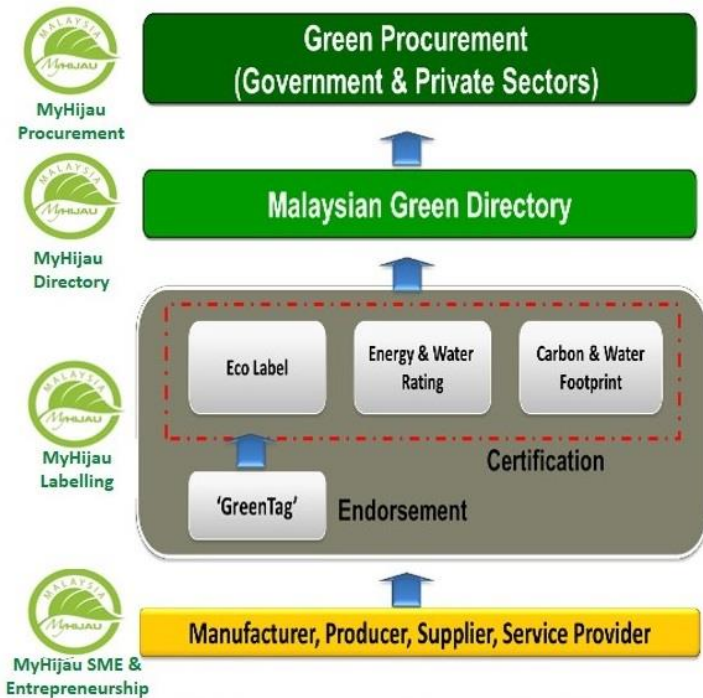 MALAYSIA
MyHIJAU
MyHijau
Procurement
Green Procurement
(Government & Private Sectors)
MALAYSIA
MyHIJAU
MyHijau
Directory
Malaysian Green Directory
MALAYSIA
MyHIJAU
MyHijau
Labelling
Eco Label
Energy & Water
Rating
Carbon & Water
Footprint
Certification
'GreenTag'
Endorsement
MALAYSIA
MyHIJAU
MyHijau SME &
Entrepreneurship
Manufacturer, Producer, Supplier, Service Provider